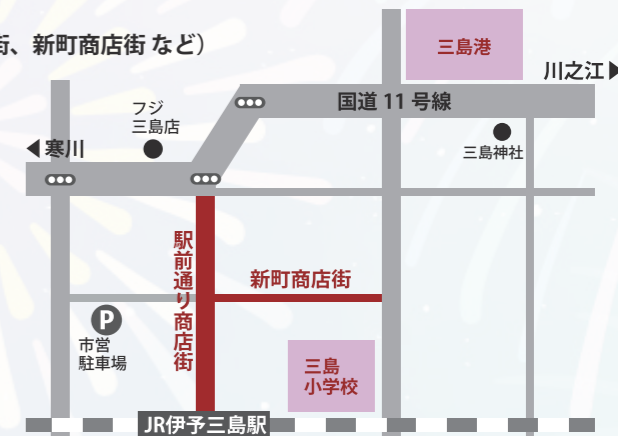 街、新町商店街 など）
三島港
川之江▶
国道 11 号線
フジ
三島店
◀寒川
三島神社
駅前通り商店街
新町商店街
P
市営
駐車場
三島
小学校
JR伊予三島駅